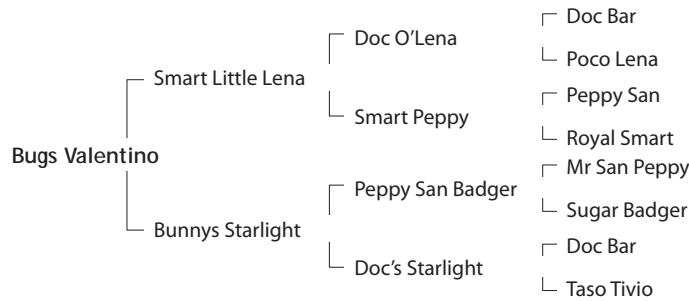 Doc Bar
Doc O’Lena
Poco Lena
Smart Little Lena
Peppy San
Smart Peppy
Royal Smart
Bugs Valentino
Mr San Peppy
Peppy San Badger
Sugar Badger
Bunnys Starlight
Doc Bar
Doc’s Starlight
Taso Tivio